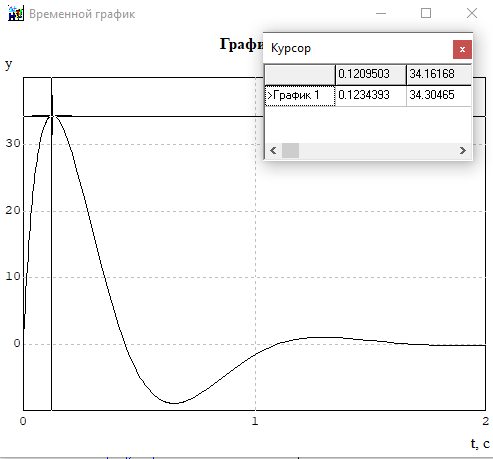 Временной график
Графи
Курсор
x
y
0.1209503 34.16168
>График 1 0.1234393 34.30465
30
20
10
0
0 1 2
t, c